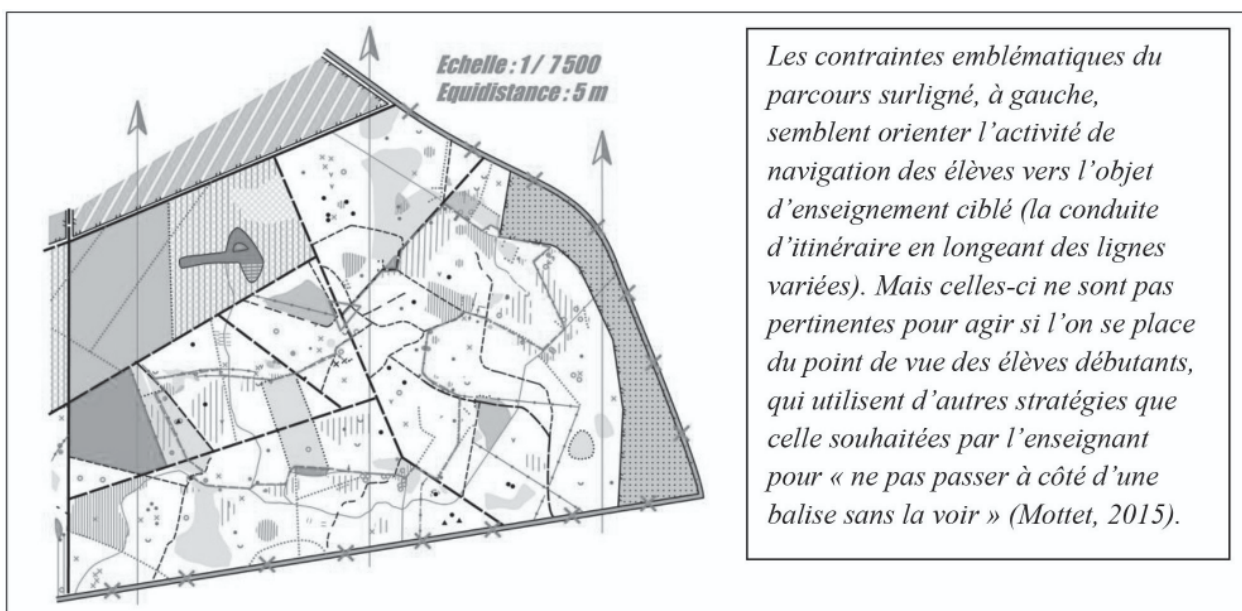 Echelle : 1 / 7500
Equidistance : 5 m
Les contraintes emblématiques du
parcours surligné, à gauche,
semblent orienter l’activité de
navigation des élèves vers l’objet
d’enseignement ciblé (la conduite
d’itinéraire en longeant des lignes
variées). Mais celles-ci ne sont pas
pertinentes pour agir si l’on se place
du point de vue des élèves débutants,
qui utilisent d’autres stratégies que
celle souhaitées par l’enseignant
pour « ne pas passer à côté d’une
balise sans la voir » (Mottet, 2015).